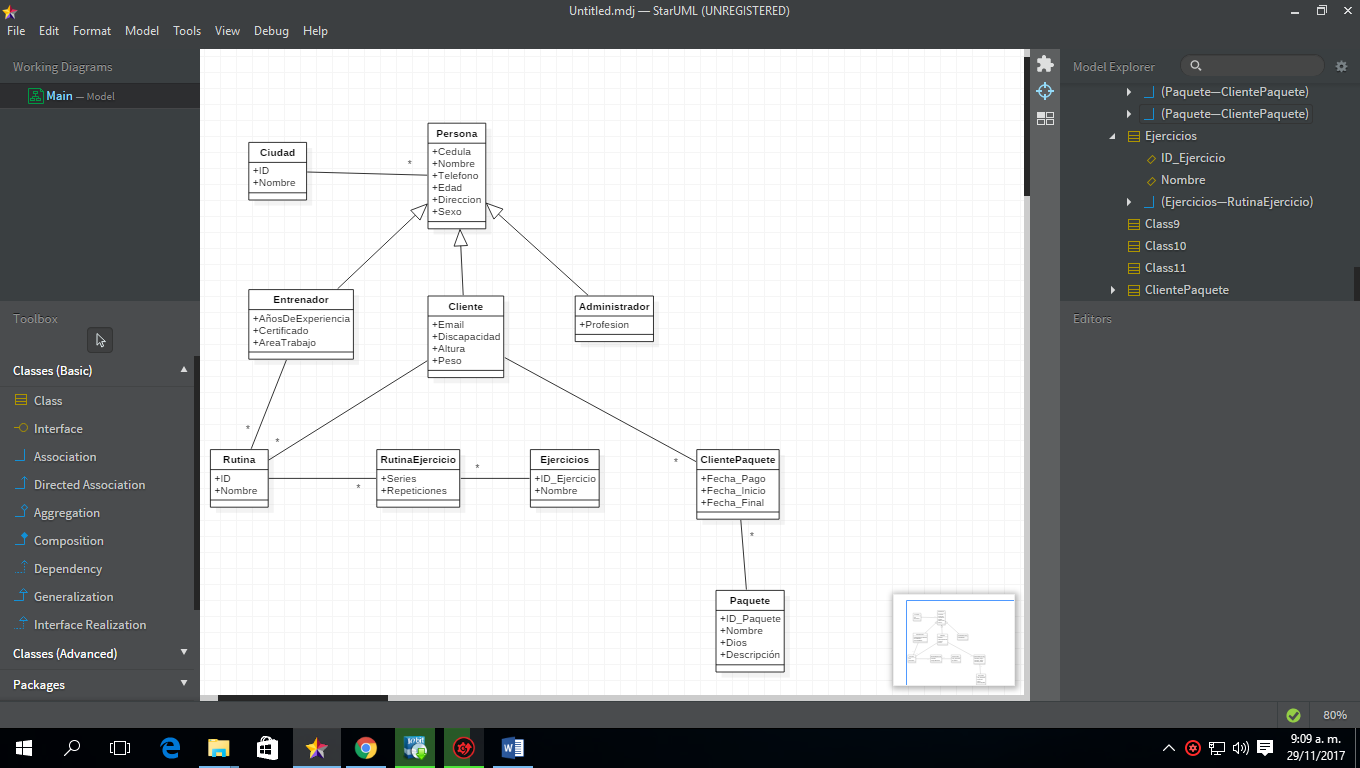 Untitled.mdj — StarUML (UNREGISTERED)
File Edit Format Model Tools View Debug Help
Working Diagrams
Main — Model
Toolbox
Classes (Basic)
Class
Interface
Association
Directed Association
Aggregation
Composition
Dependency
Generalization
Interface Realization
Classes (Advanced)
Packages
Ciudad
+ID
+Nombre
*
Persona
+Cedula
+Nombre
+Telefono
+Edad
+Direccion
+Sexo
Entrenador
+AñosDeExperiencia
+Certificado
+AreaTrabajo
Cliente
+Email
+Discapacidad
+Altura
+Peso
Administrador
+Profesion
*
*
Rutina
+ID
+Nombre
*
RutinaEjercicio
+Series
+Repeticiones
*
Ejercicios
+ID_Ejercicio
+Nombre
*
ClientePaquete
+Fecha_Pago
+Fecha_Inicio
+Fecha_Final
*
Paquete
+ID_Paquete
+Nombre
+Dios
+Descripción
Model Explorer
(Paquete—ClientePaquete)
(Paquete—ClientePaquete)
Ejercicios
ID_Ejercicio
Nombre
(Ejercicios—RutinaEjercicio)
Class9
Class10
Class11
ClientePaquete
Editors
80%
9:09 a. m.
29/11/2017